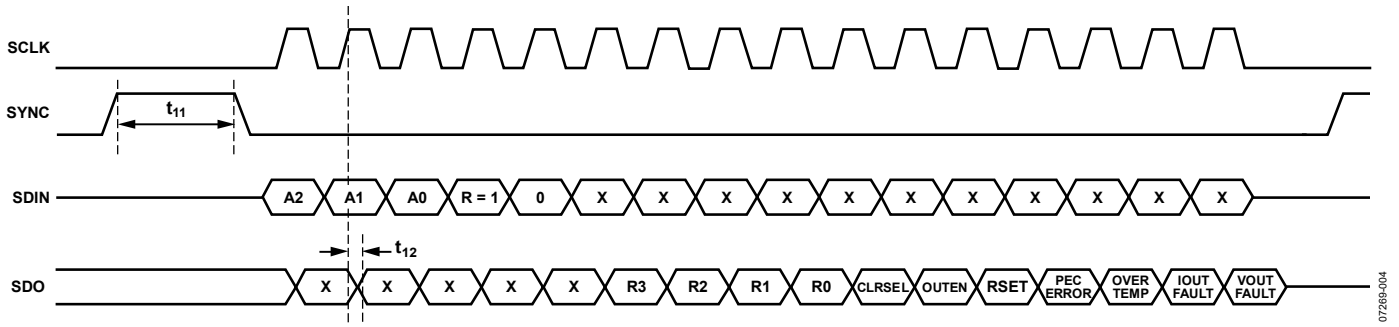 SCLK
SYNC
t11
SDIN A2 A1 A0 R = 1 0 X X X X X X X X X X X
t12
SDO X X X X X R3 R2 R1 R0 CLRSEL OUTEN RSET PEC ERROR OVER TEMP IOUT FAULT VOUT FAULT
07269-004